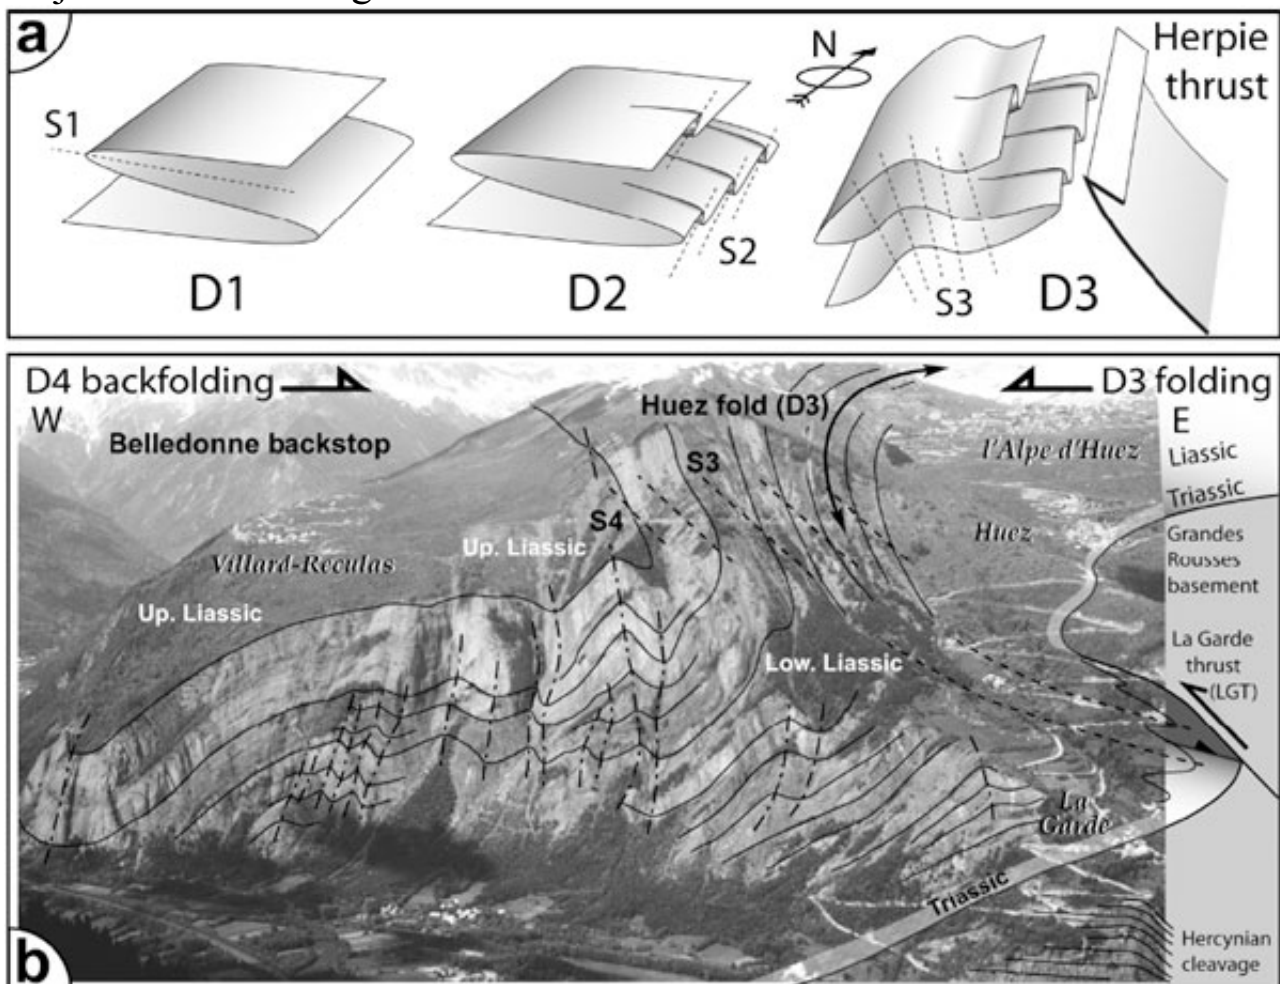 a
N
Herpie
thrust
S1
S2
S3
D1
D2
D3
D4 backfolding
D3 folding
W
E
Huez fold (D3)
Belledonne backstop
l'Alpe d'Huez
Liassic
S3
Triassic
S4
Huez
Grandes
Rousses
basement
Up. Liassic
Villard-Reculas
Up. Liassic
La Garde
thrust
(LGT)
Low. Liassic
La
Garde
Triassic
Hercynian
cleavage
b